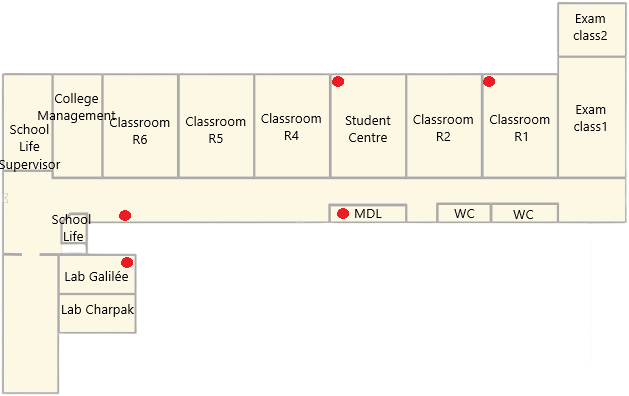 Exam
class2
College
Management
School
Life
Supervisor
Classroom
R6
Classroom
R5
Classroom
R4
Student
Centre
Classroom
R2
Classroom
R1
Exam
class1
School
Life
MDL
WC
WC
Lab Galilée
Lab Charpak